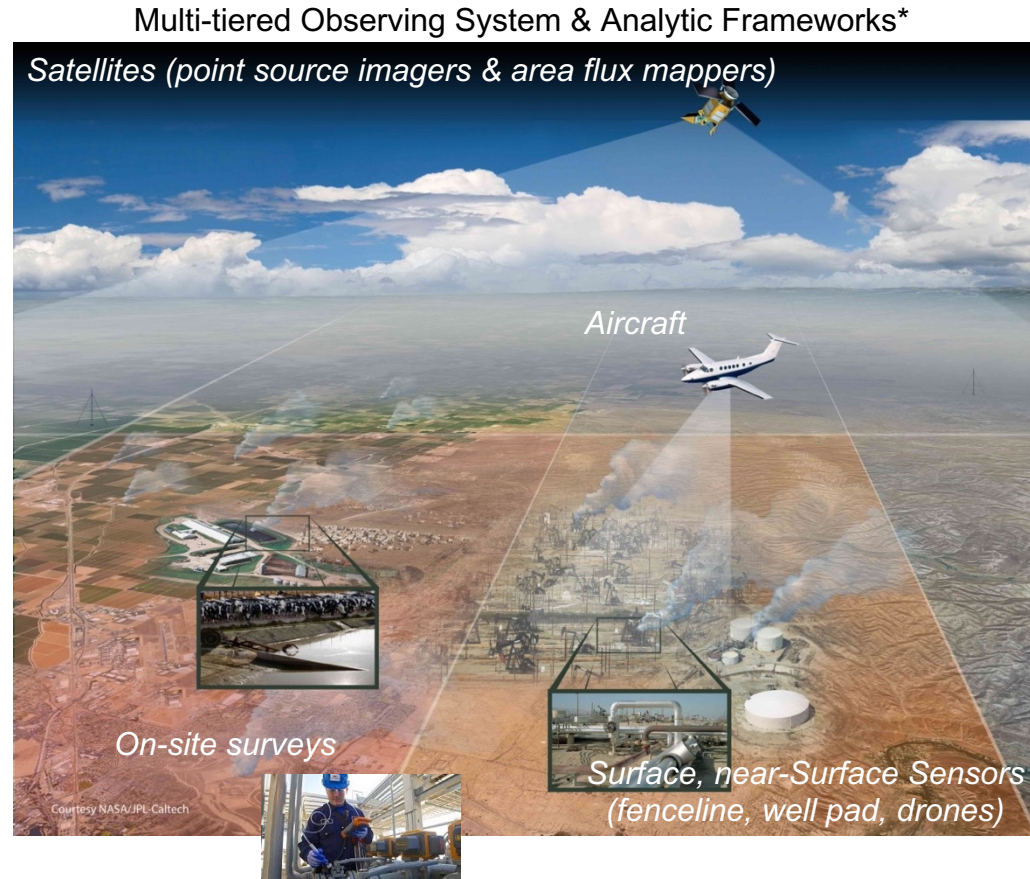 Multi-tiered Observing System & Analytic Frameworks*
Satellites (point source imagers & area flux mappers)
Aircraft
On-site surveys
Surface, near-Surface Sensors
(fenceline, well pad, drones)
Courtesy NASA/JPL-Caltech